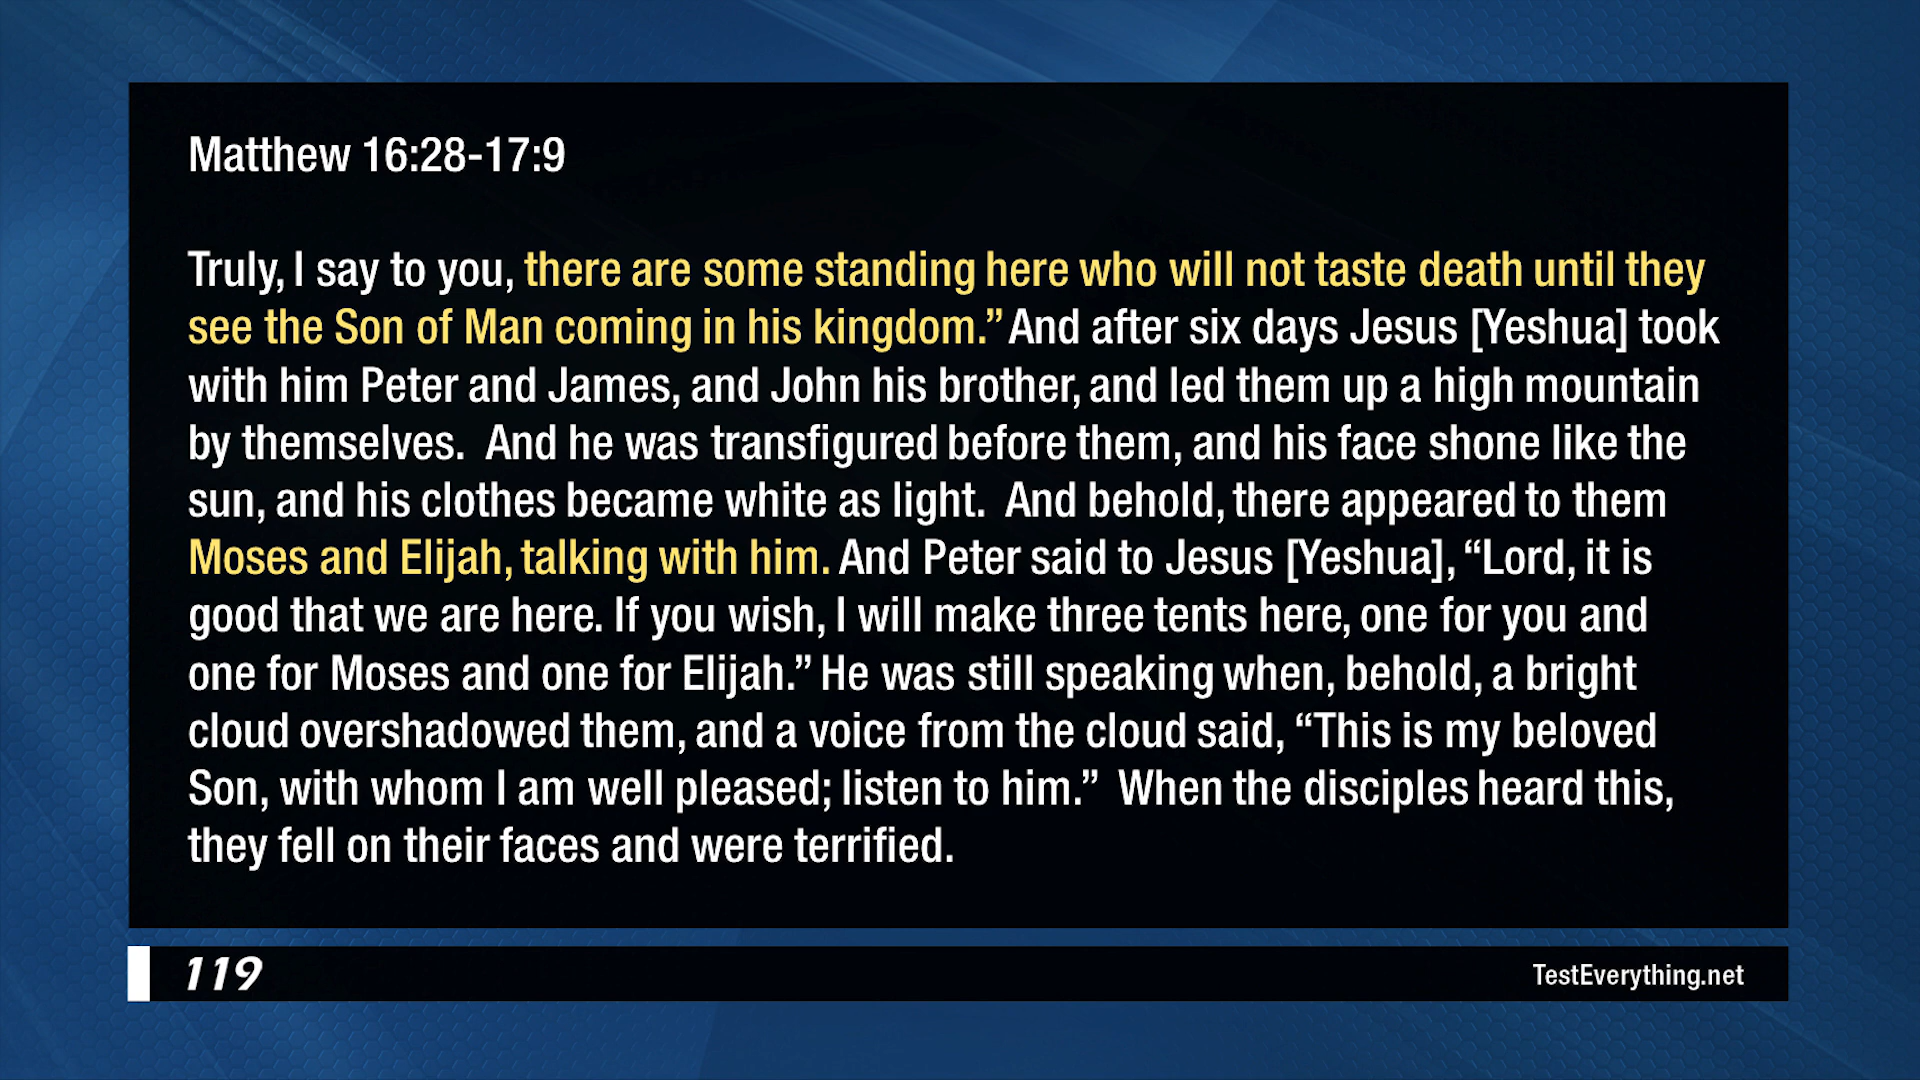 Matthew 16:28-17:9
Truly, I say to you, there are some standing here who will not taste death until they
see the Son of Man coming in his kingdom.” And after six days Jesus [Yeshua] took
with him Peter and James, and John his brother, and led them up a high mountain
by themselves.  And he was transfigured before them, and his face shone like the
sun, and his clothes became white as light.  And behold, there appeared to them
Moses and Elijah, talking with him. And Peter said to Jesus [Yeshua], “Lord, it is
good that we are here. If you wish, I will make three tents here, one for you and
one for Moses and one for Elijah.” He was still speaking when, behold, a bright
cloud overshadowed them, and a voice from the cloud said, “This is my beloved
Son, with whom I am well pleased; listen to him.”  When the disciples heard this,
they fell on their faces and were terrified.
119
TestEverything.net